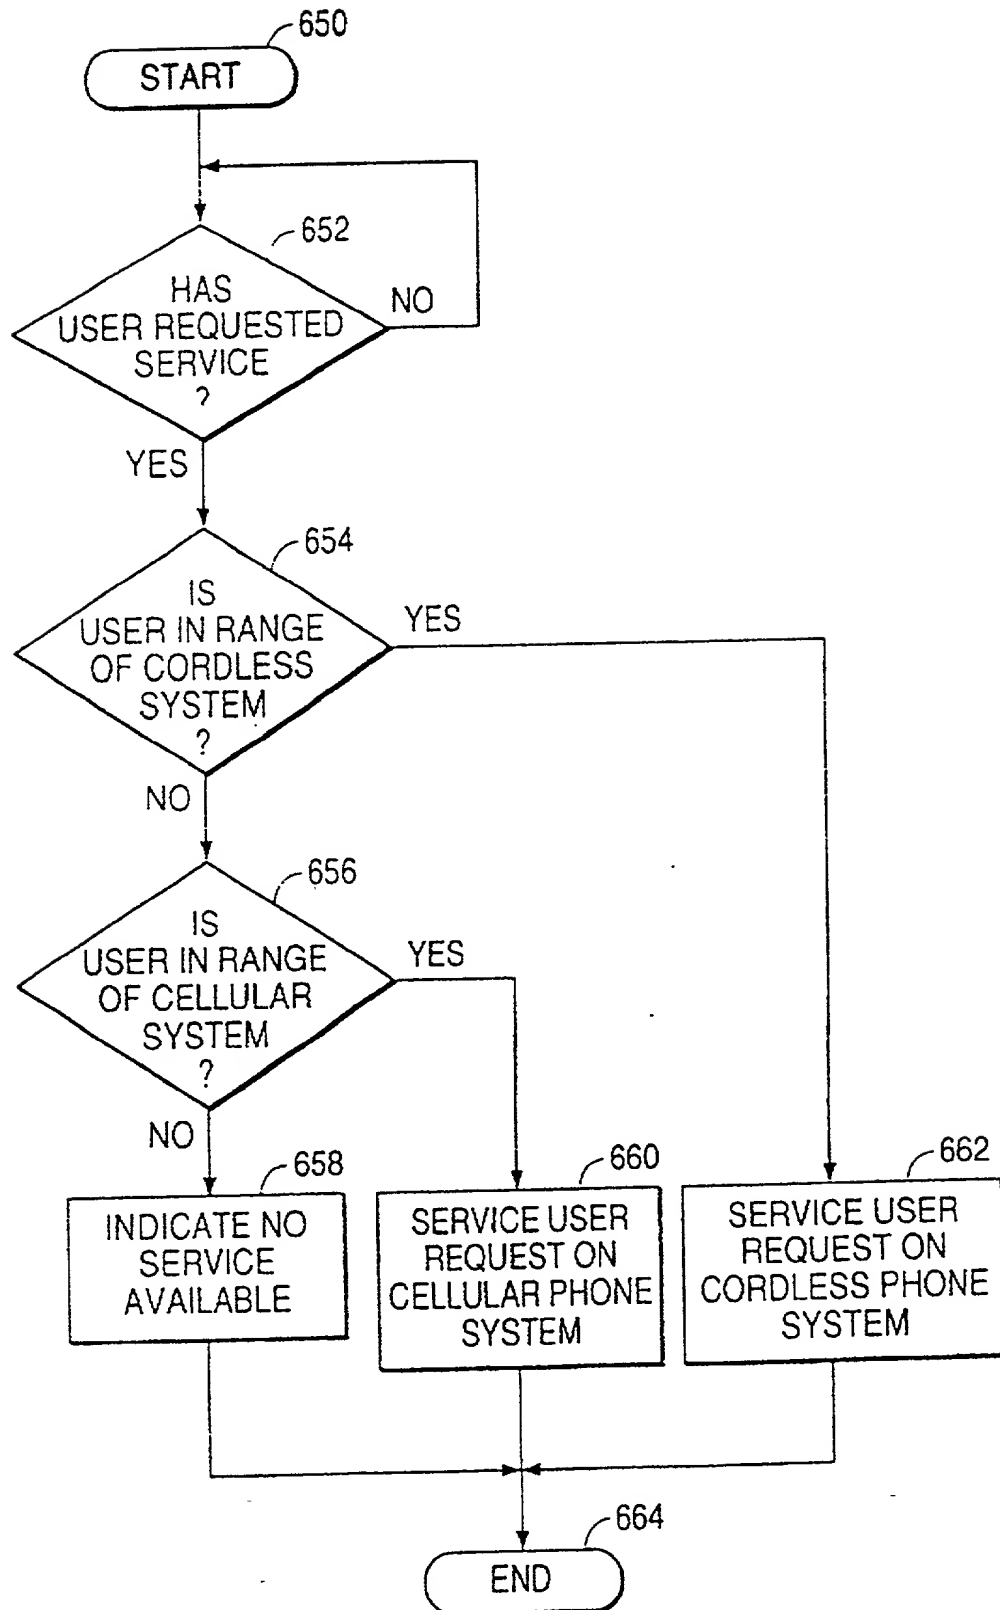 650
START
652
HAS
USER REQUESTED
SERVICE
?
NO
YES
654
IS
USER IN RANGE
OF CORDLESS
SYSTEM
?
YES
NO
656
IS
USER IN RANGE
OF CELLULAR
SYSTEM
?
YES
NO
658
INDICATE NO
SERVICE
AVAILABLE
660
SERVICE USER
REQUEST ON
CELLULAR PHONE
SYSTEM
662
SERVICE USER
REQUEST ON
CORDLESS PHONE
SYSTEM
664
END